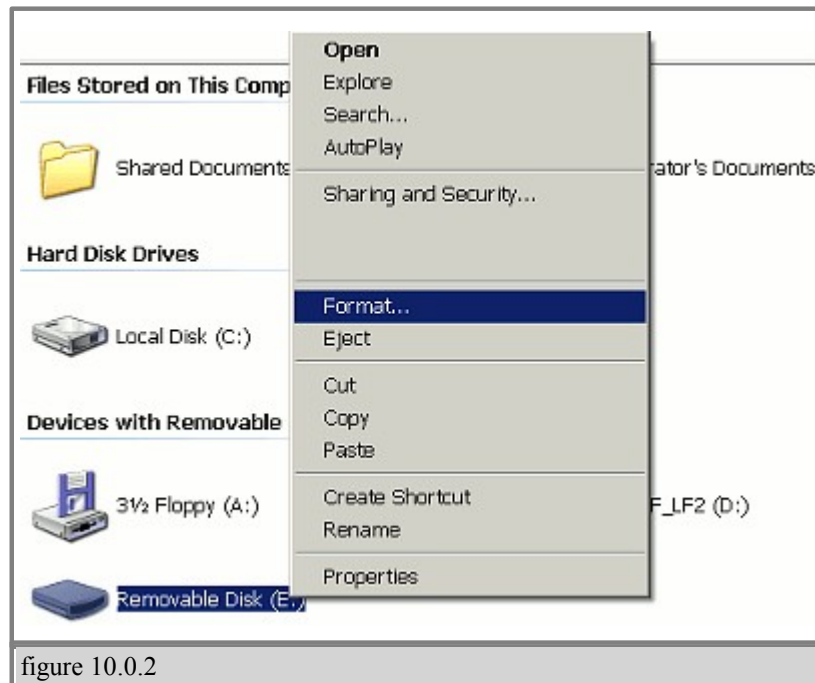 Open
Files Stored on This Comp
Explore
Search...
AutoPlay
Shared Documents
rator's Documents
Sharing and Security...
Hard Disk Drives
Format...
Local Disk (C:)
Eject
Cut
Devices with Removable
Copy
Paste
3½ Floppy (A:)
Create Shortcut
F_LF2 (D:)
Rename
Properties
Removable Disk (E:)
figure 10.0.2